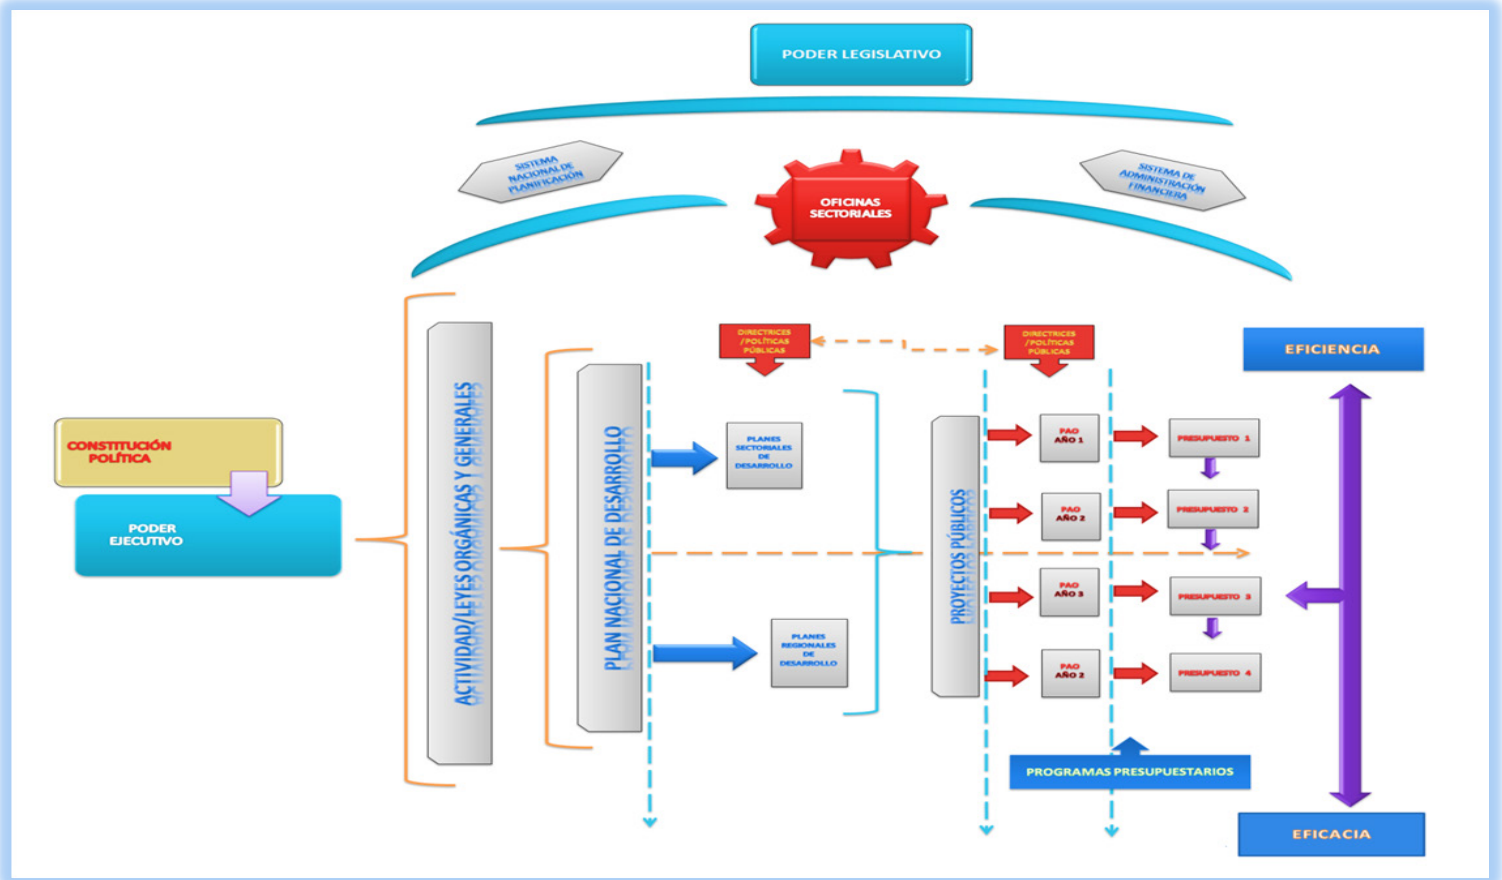 PODER LEGISLATIVO
SISTEMA
NACIONAL DE
PLANIFICACIÓN
OFICINAS
SECTORIALES
SISTEMA DE
ADMINISTRACIÓN
FINANCIERA
CONSTITUCIÓN
POLÍTICA
PODER
EJECUTIVO
ACTIVIDAD/LEYES ORGÁNICAS Y GENERALES
PLAN NACIONAL DE DESARROLLO
DIRECTRICES
/POLÍTICAS
PÚBLICAS
PLANES
SECTORIALES
DE
DESARROLLO
PLANES
REGIONALES
DE
DESARROLLO
PROYECTOS PÚBLICOS
DIRECTRICES
/POLÍTICAS
PÚBLICAS
PAO
AÑO 1
PRESUPUESTO 1
PAO
AÑO 2
PRESUPUESTO 2
PAO
AÑO 3
PRESUPUESTO 3
PAO
AÑO 2
PRESUPUESTO 4
PROGRAMAS PRESUPUESTARIOS
EFICIENCIA
EFICACIA